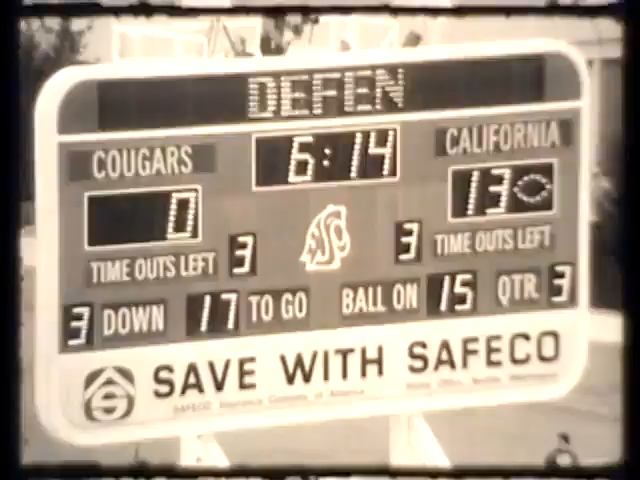 DEFEN
COUGARS 6:14 CALIFORNIA
0 13
TIME OUTS LEFT 3 3 TIME OUTS LEFT
3 DOWN 17 TO GO BALL ON 15 QTR 3
SAVE WITH SAFECO